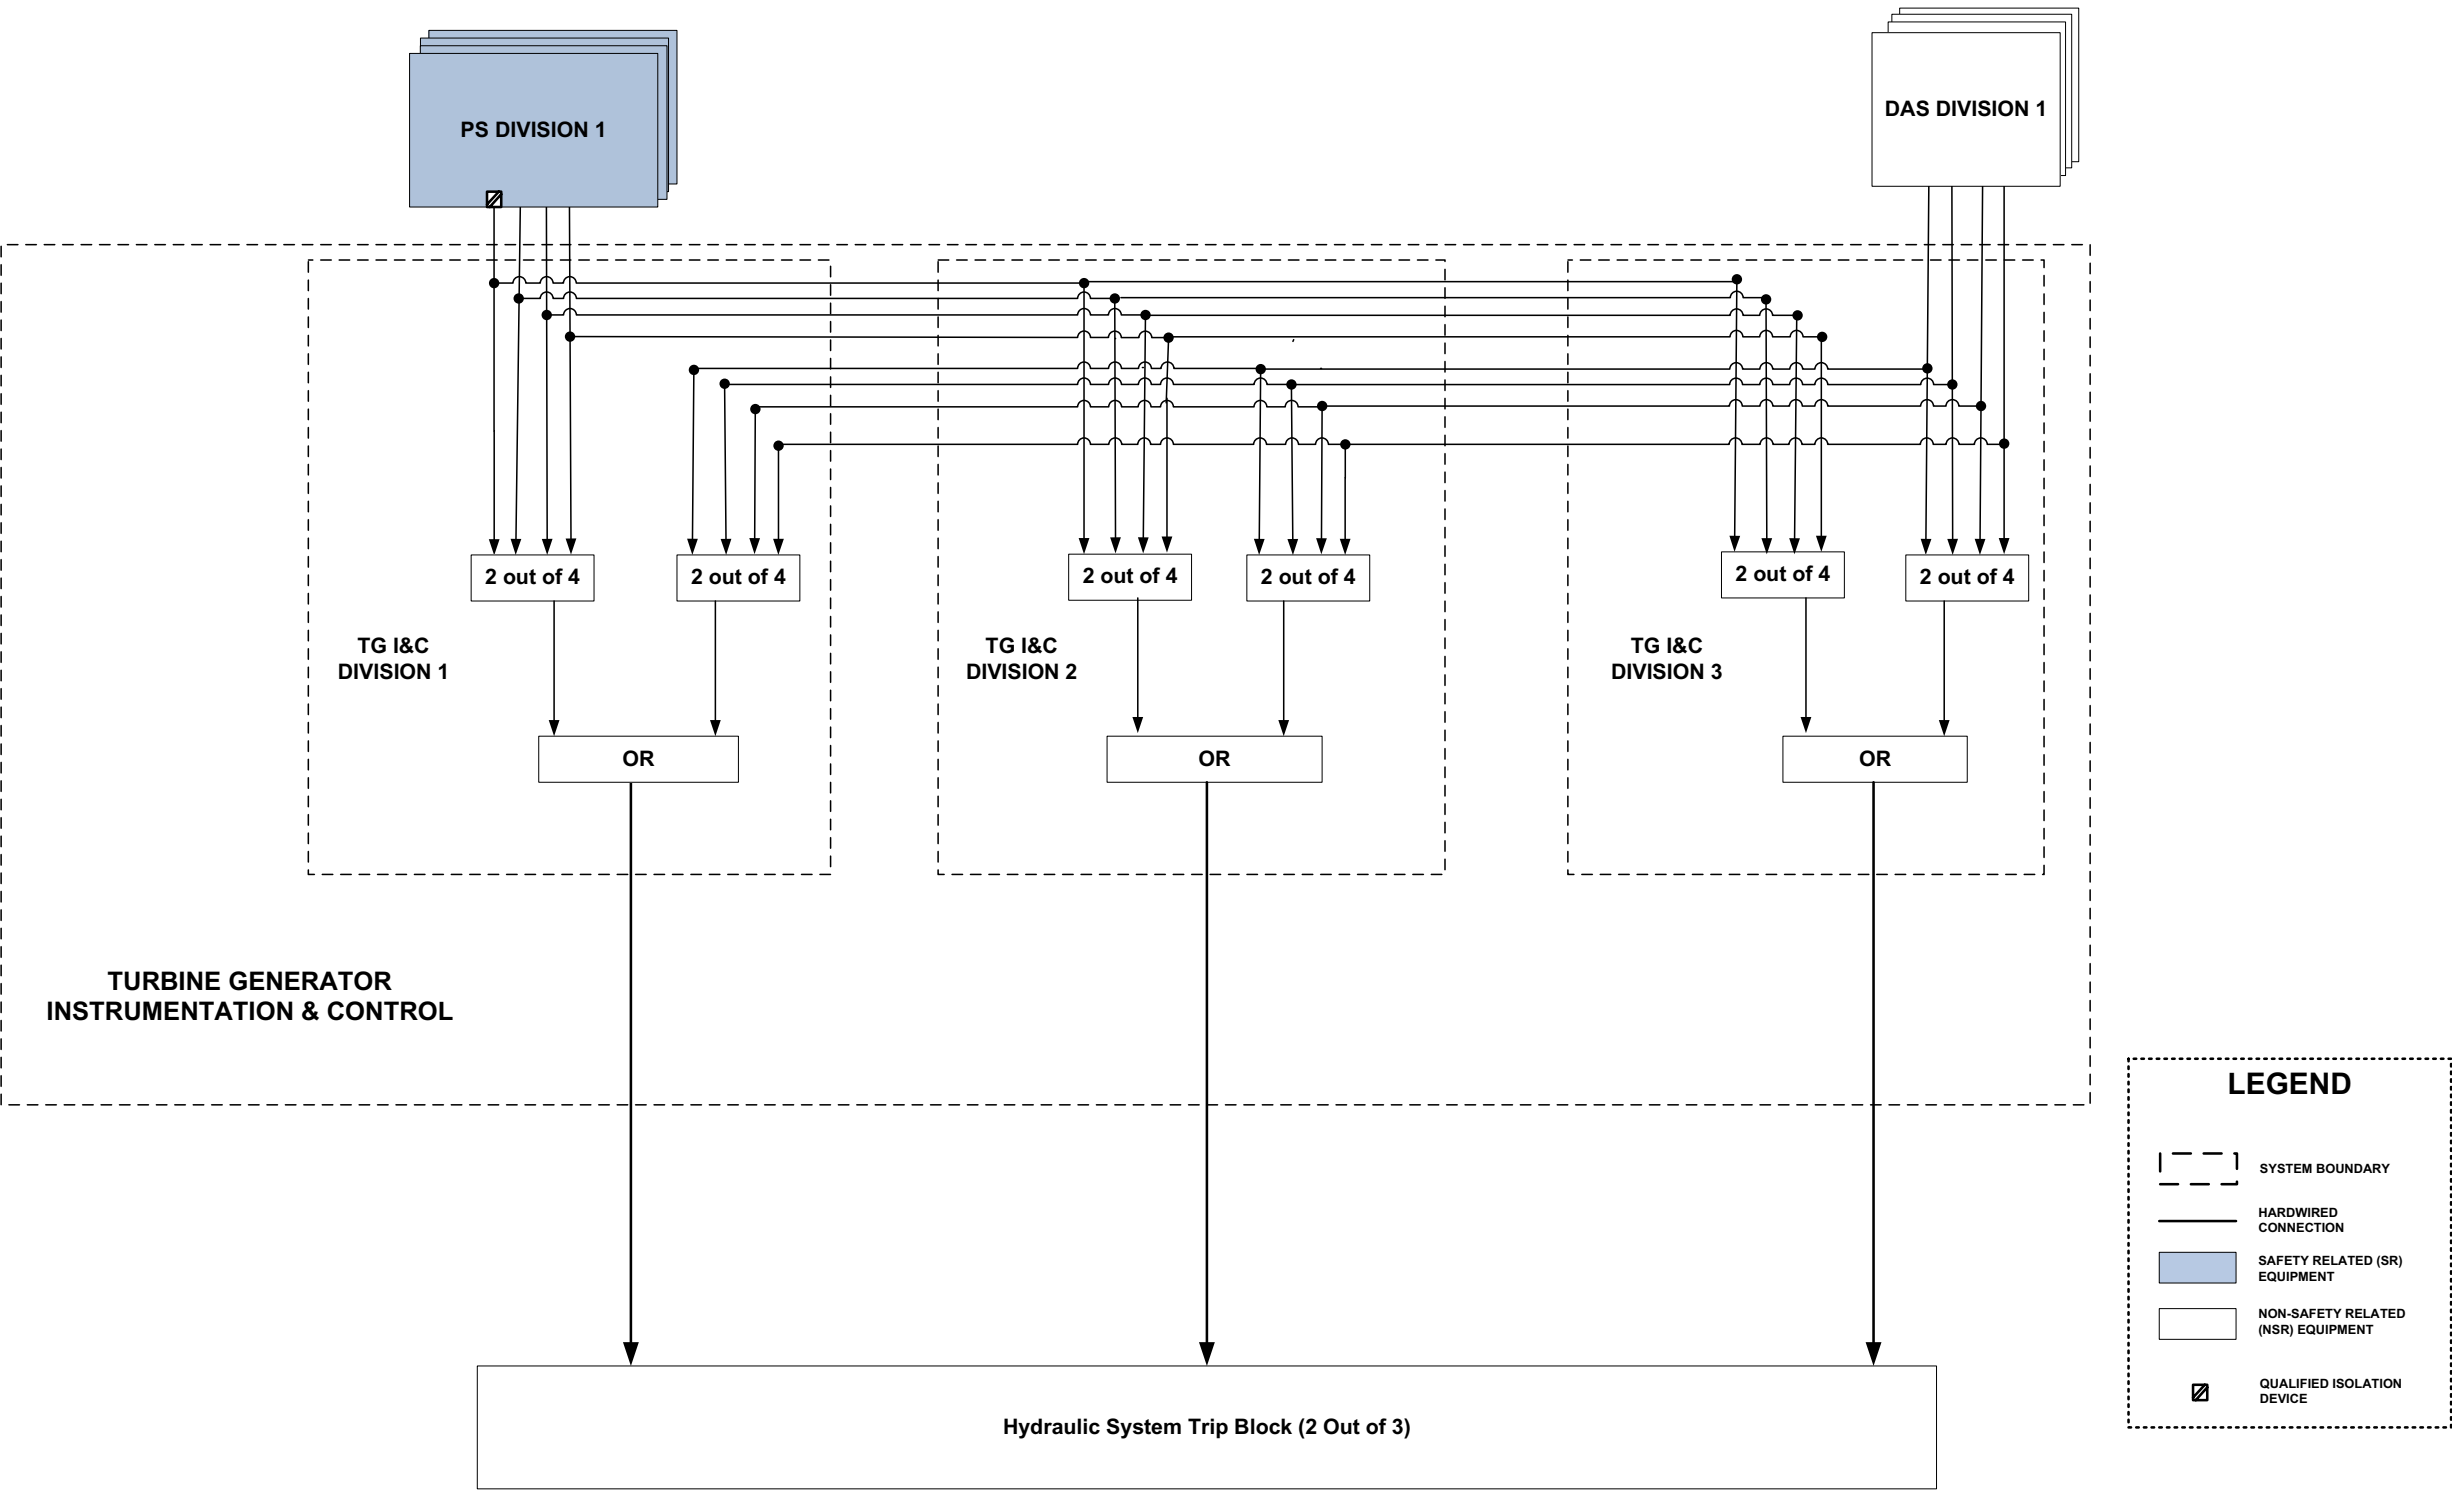 PS DIVISION 1
DAS DIVISION 1
2 out of 4
2 out of 4
2 out of 4
2 out of 4
2 out of 4
2 out of 4
TG I&C
DIVISION 1
TG I&C
DIVISION 2
TG I&C
DIVISION 3
OR
OR
OR
TURBINE GENERATOR
INSTRUMENTATION & CONTROL
LEGEND
SYSTEM BOUNDARY
HARDWIRED
CONNECTION
SAFETY RELATED (SR)
EQUIPMENT
NON-SAFETY RELATED
(NSR) EQUIPMENT
QUALIFIED ISOLATION
DEVICE
Hydraulic System Trip Block (2 Out of 3)